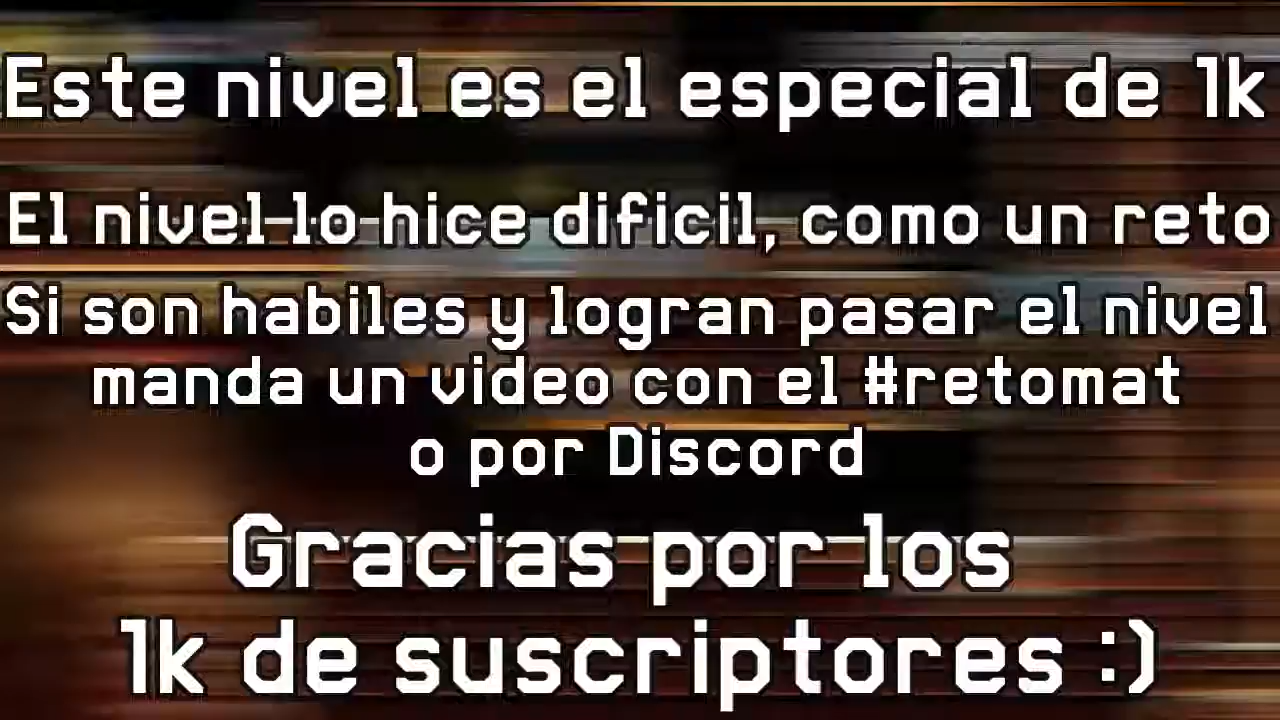 Este nivel es el especial de 1k
El nivel lo hice dificil, como un reto
Si son habiles y logran pasar el nivel
manda un video con el #retomat
o por Discord
Gracias por los
1k de suscriptores :)